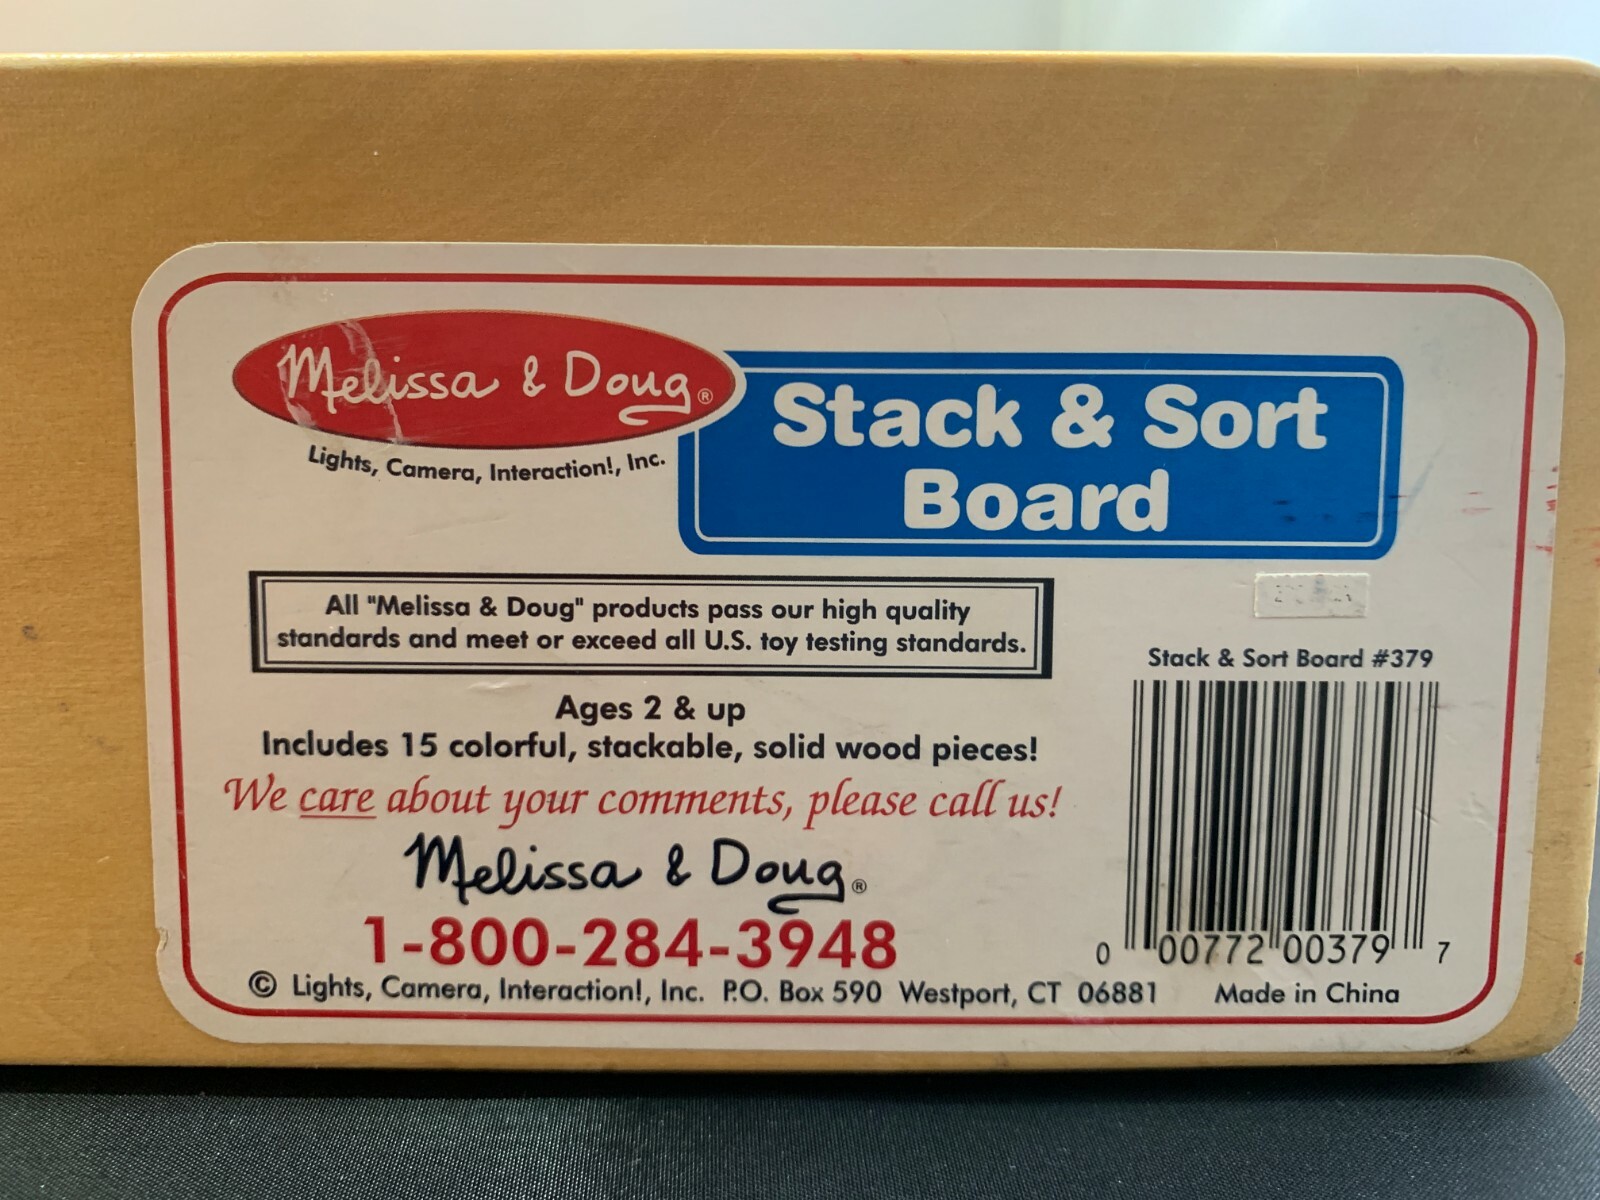 Melissa & Doug®
Lights, Camera, Interaction!, Inc.
Stack & Sort
Board
All "Melissa & Doug" products pass our high quality
standards and meet or exceed all U.S. toy testing standards.
Ages 2 & up
Includes 15 colorful, stackable, solid wood pieces!
We care about your comments, please call us!
Melissa & Doug®
1-800-284-3948
© Lights, Camera, Interaction!, Inc. P.O. Box 590 Westport, CT 06881
Stack & Sort Board #379
0 00772 00379 7
Made in China